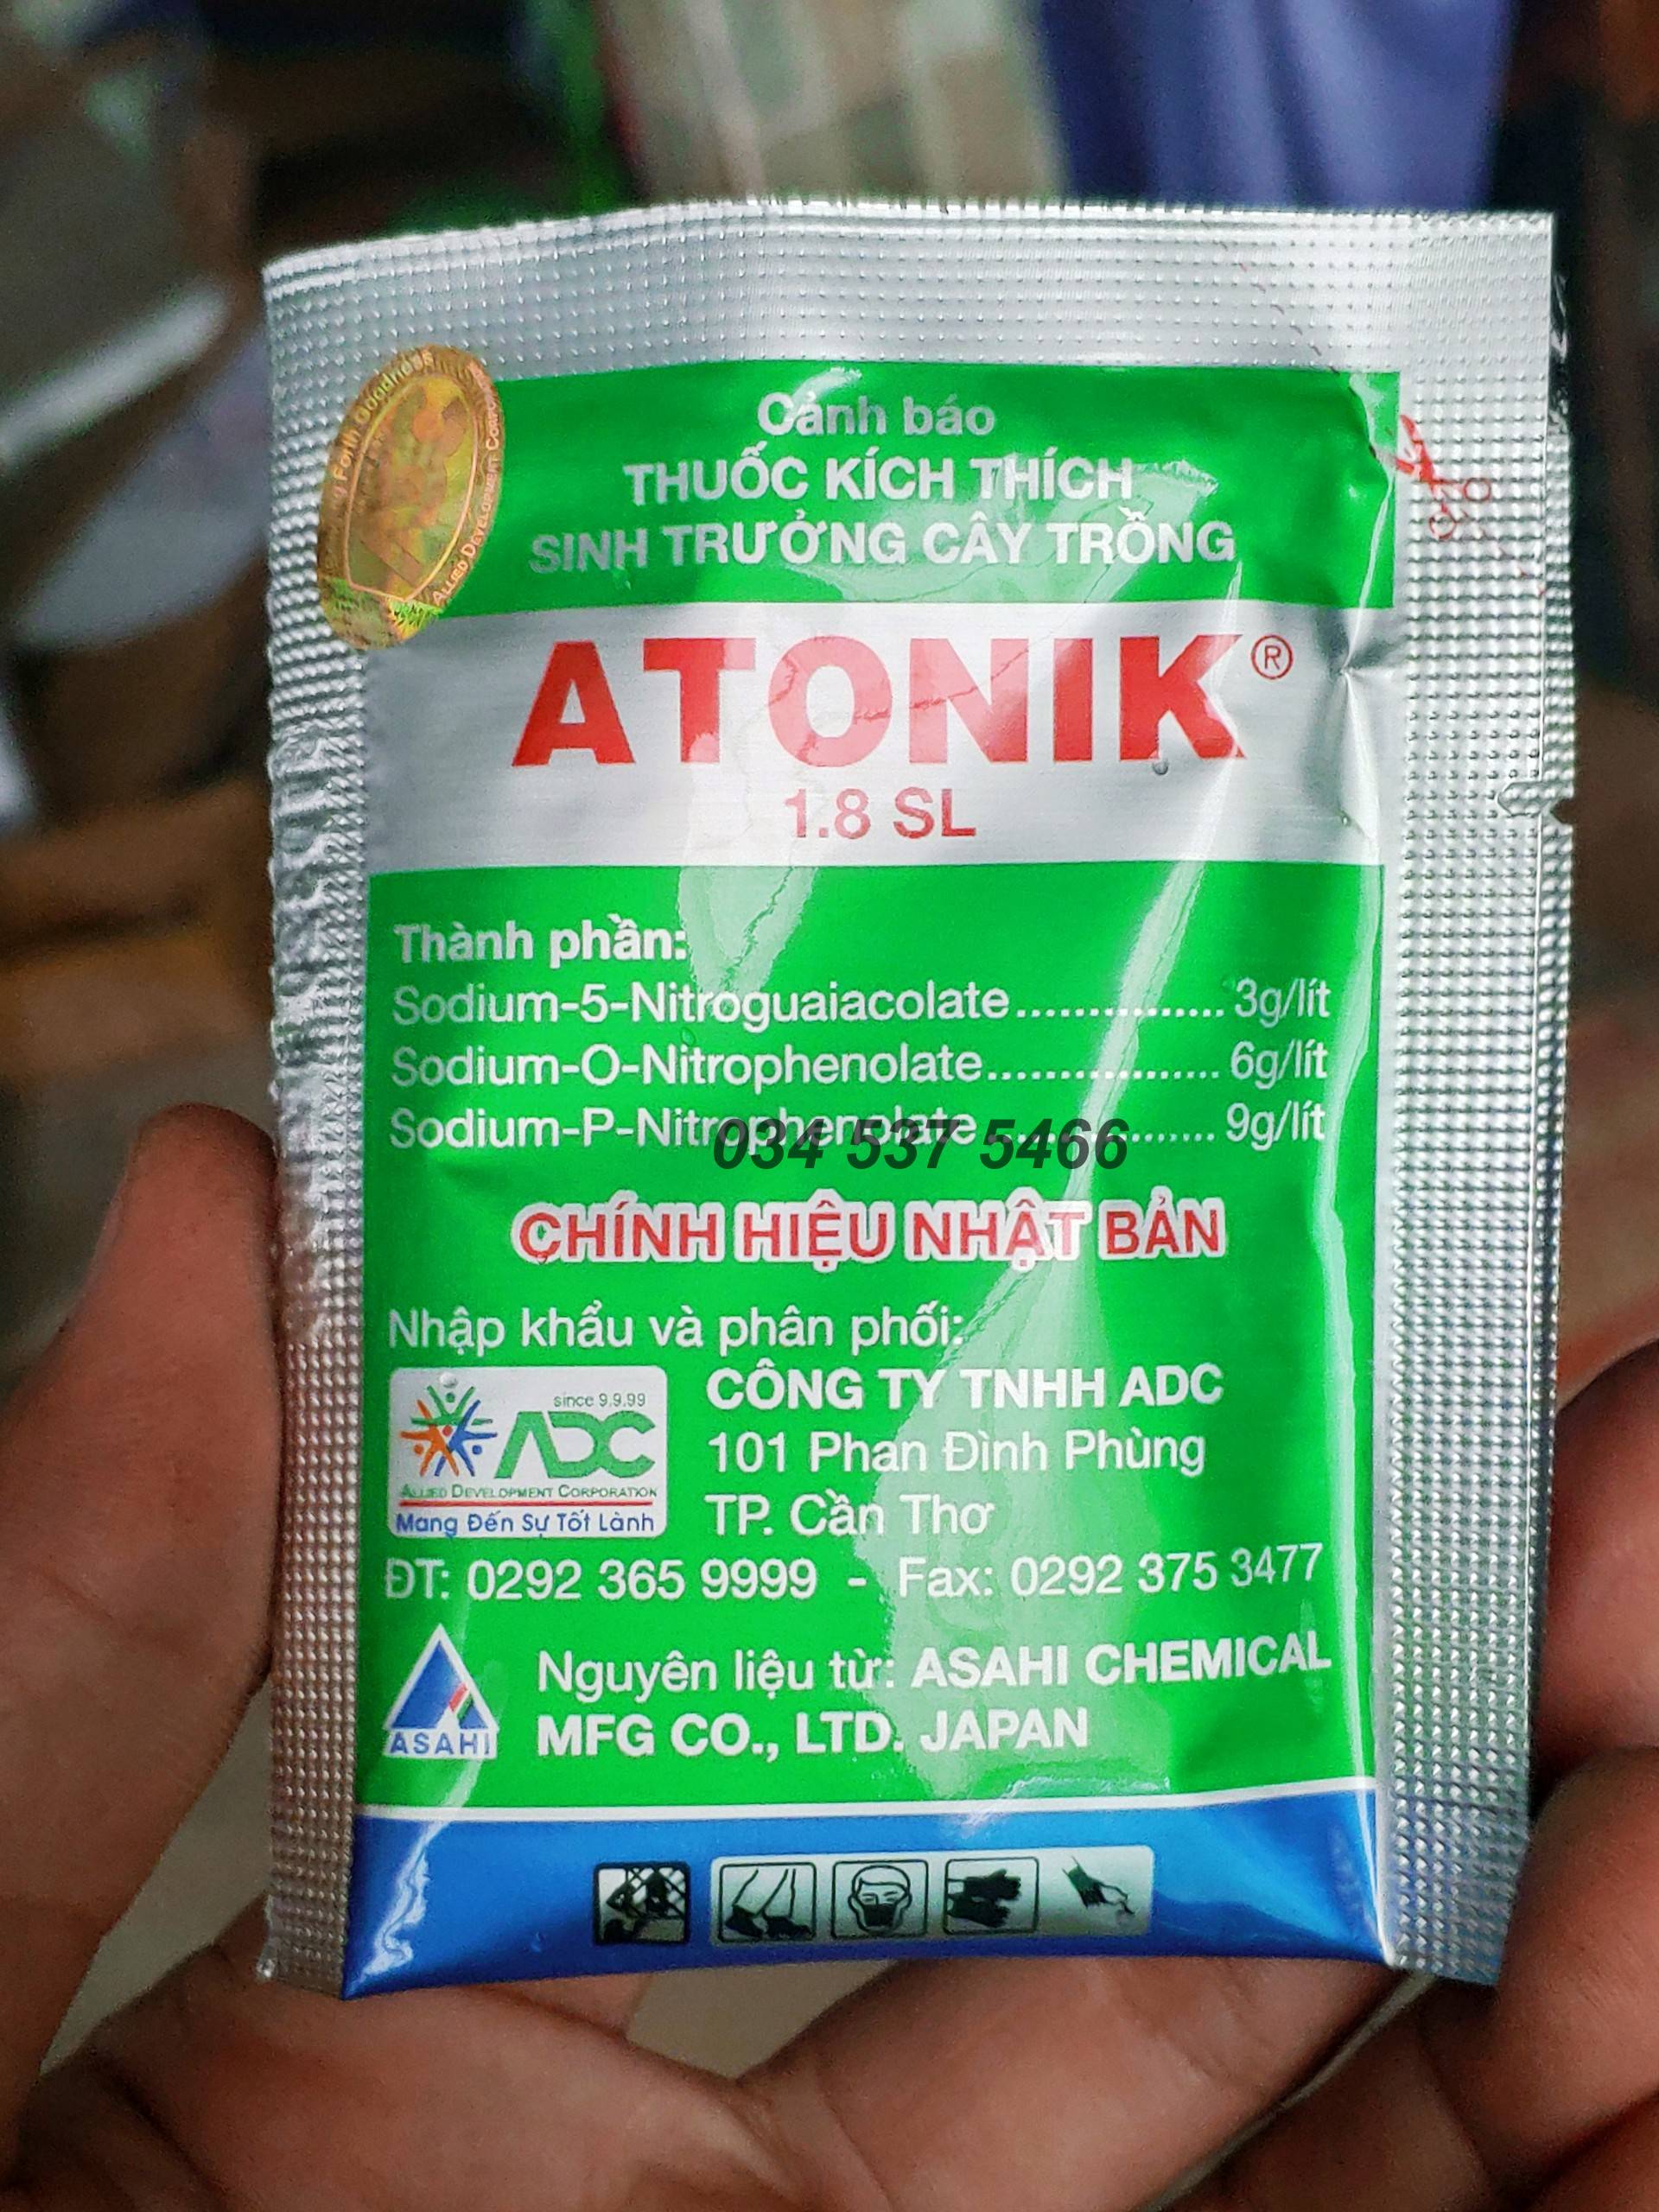 Cảnh báo
THUỐC KÍCH THÍCH
SINH TRƯỞNG CÂY TRỒNG
ALLIED DEVELOPMENT
ATONIK®
1.8 SL
Thành phần:
Sodium-5-Nitroguaiacolate............... 3g/lít
Sodium-O-Nitrophenolate................. 6g/lít
Sodium-P-Nitrophenolate................. 9g/lít
034 537 5466
CHÍNH HIỆU NHẬT BẢN
Nhập khẩu và phân phối:
since 9.9.99
ADC
ALLIED DEVELOPMENT CORPORATION
Mang Đến Sự Tốt Lành
CÔNG TY TNHH ADC
101 Phan Đình Phùng
TP. Cần Thơ
ĐT: 0292 365 9999 - Fax: 0292 375 3477
ASAHI
Nguyên liệu từ: ASAHI CHEMICAL
MFG CO., LTD. JAPAN